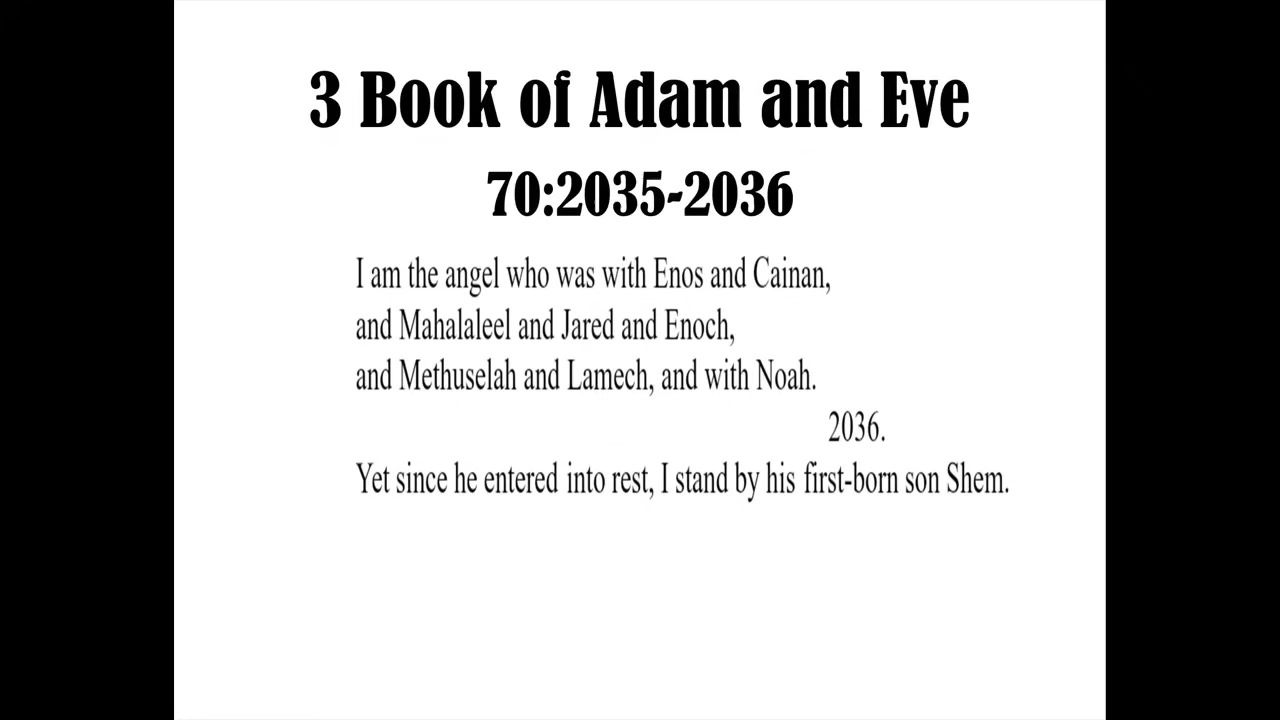 3 Book of Adam and Eve
70:2035-2036
I am the angel who was with Enos and Cainan,
and Mahalaleel and Jared and Enoch,
and Methuselah and Lamech, and with Noah.
2036.
Yet since he entered into rest, I stand by his first-born son Shem.